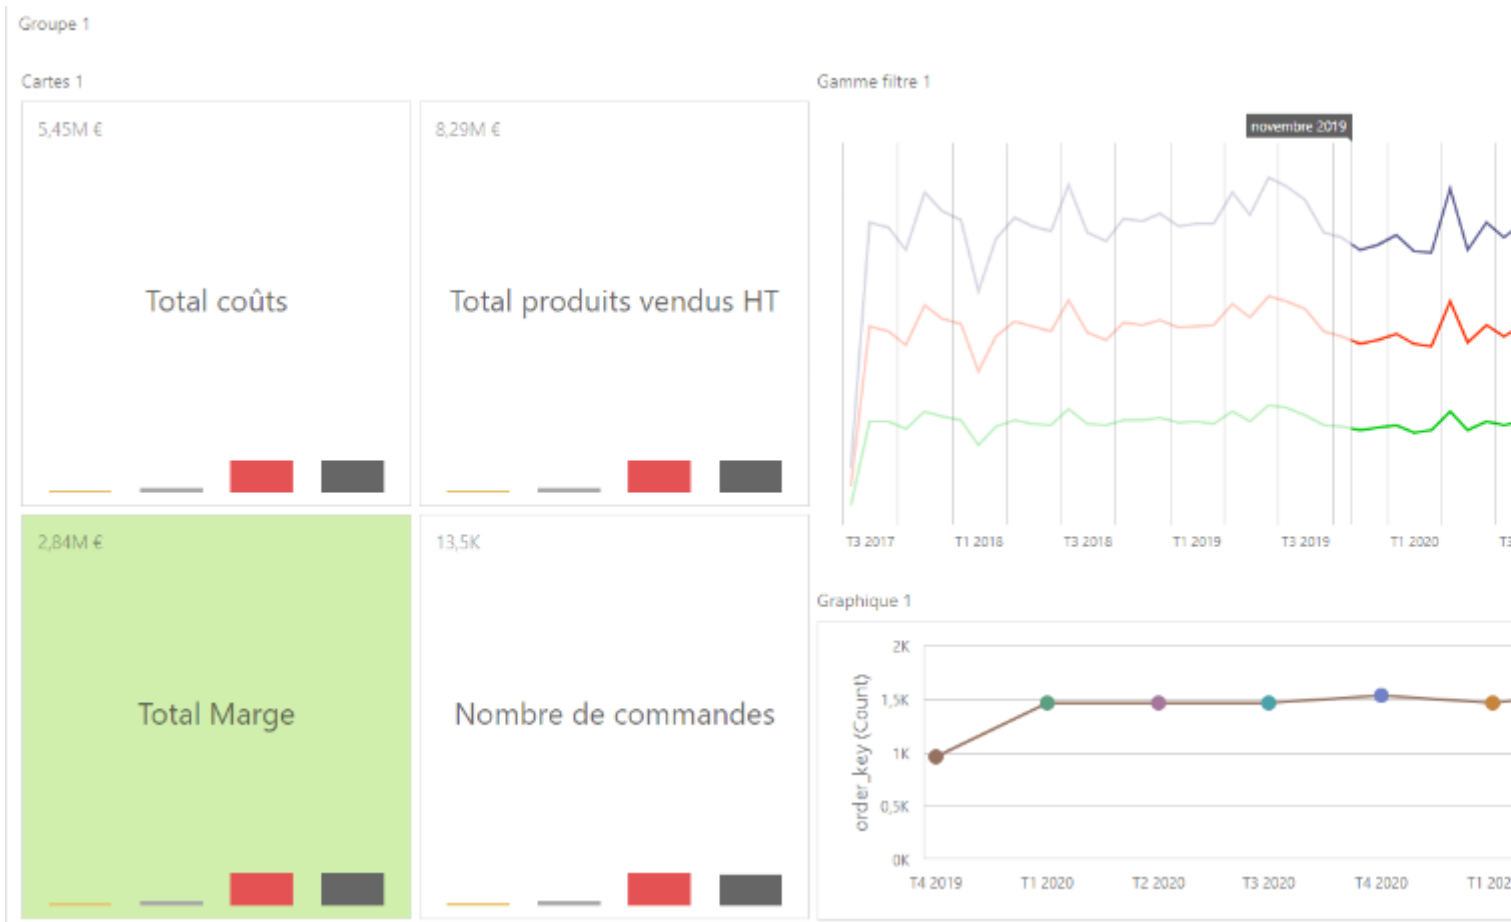 Groupe 1
Cartes 1
5,45M €
Total coûts
8,29M €
Total produits vendus HT
2,84M €
Total Marge
13,5K
Nombre de commandes
Gamme filtre 1
novembre 2019
T3 2017 T1 2018 T3 2018 T1 2019 T3 2019 T1 2020 T3
Graphique 1
order_key (Count)
2K
1,5K
1K
0,5K
0K
T4 2019 T1 2020 T2 2020 T3 2020 T4 2020 T1 202